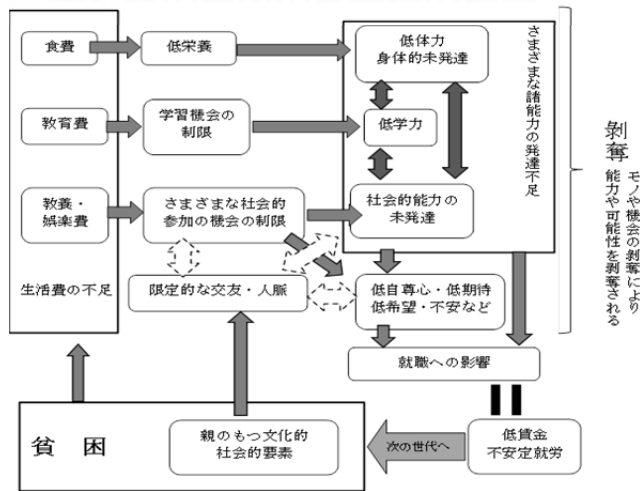 食費
低栄養
低体力
身体的未発達
さまざまな諸能力の発達不足
教育費
学習機会の
制限
低学力
剥奪
モノや機会の剥奪により
能力や可能性を剥奪される
教養・
娯楽費
さまざまな社会的
参加の機会の制限
社会的能力の
未発達
生活費の不足
限定的な交友・人脈
低自尊心・低期待
低希望・不安など
就職への影響
貧 困
親のもつ文化的
社会的要素
次の世代へ
低賃金
不安定就労